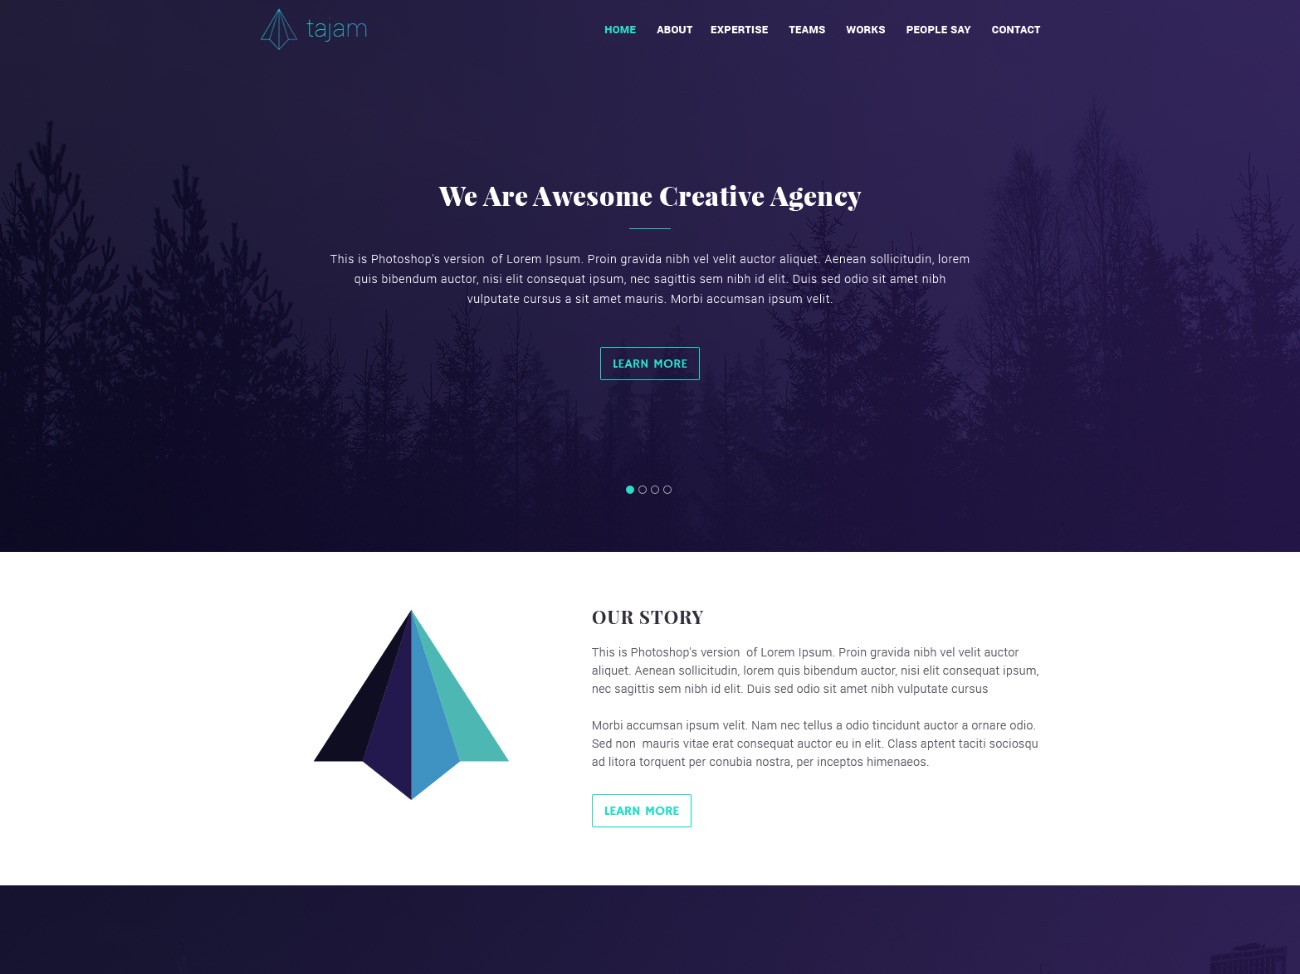 tajam
HOME ABOUT EXPERTISE TEAMS WORKS PEOPLE SAY CONTACT
We Are Awesome Creative Agency
This is Photoshop's version  of Lorem Ipsum. Proin gravida nibh vel velit auctor aliquet. Aenean sollicitudin, lorem
quis bibendum auctor, nisi elit consequat ipsum, nec sagittis sem nibh id elit. Duis sed odio sit amet nibh
vulputate cursus a sit amet mauris. Morbi accumsan ipsum velit.
LEARN MORE
OUR STORY
This is Photoshop's version  of Lorem Ipsum. Proin gravida nibh vel velit auctor
aliquet. Aenean sollicitudin, lorem quis bibendum auctor, nisi elit consequat ipsum,
nec sagittis sem nibh id elit. Duis sed odio sit amet nibh vulputate cursus
Morbi accumsan ipsum velit. Nam nec tellus a odio tincidunt auctor a ornare odio.
Sed non  mauris vitae erat consequat auctor eu in elit. Class aptent taciti sociosqu
ad litora torquent per conubia nostra, per inceptos himenaeos.
LEARN MORE